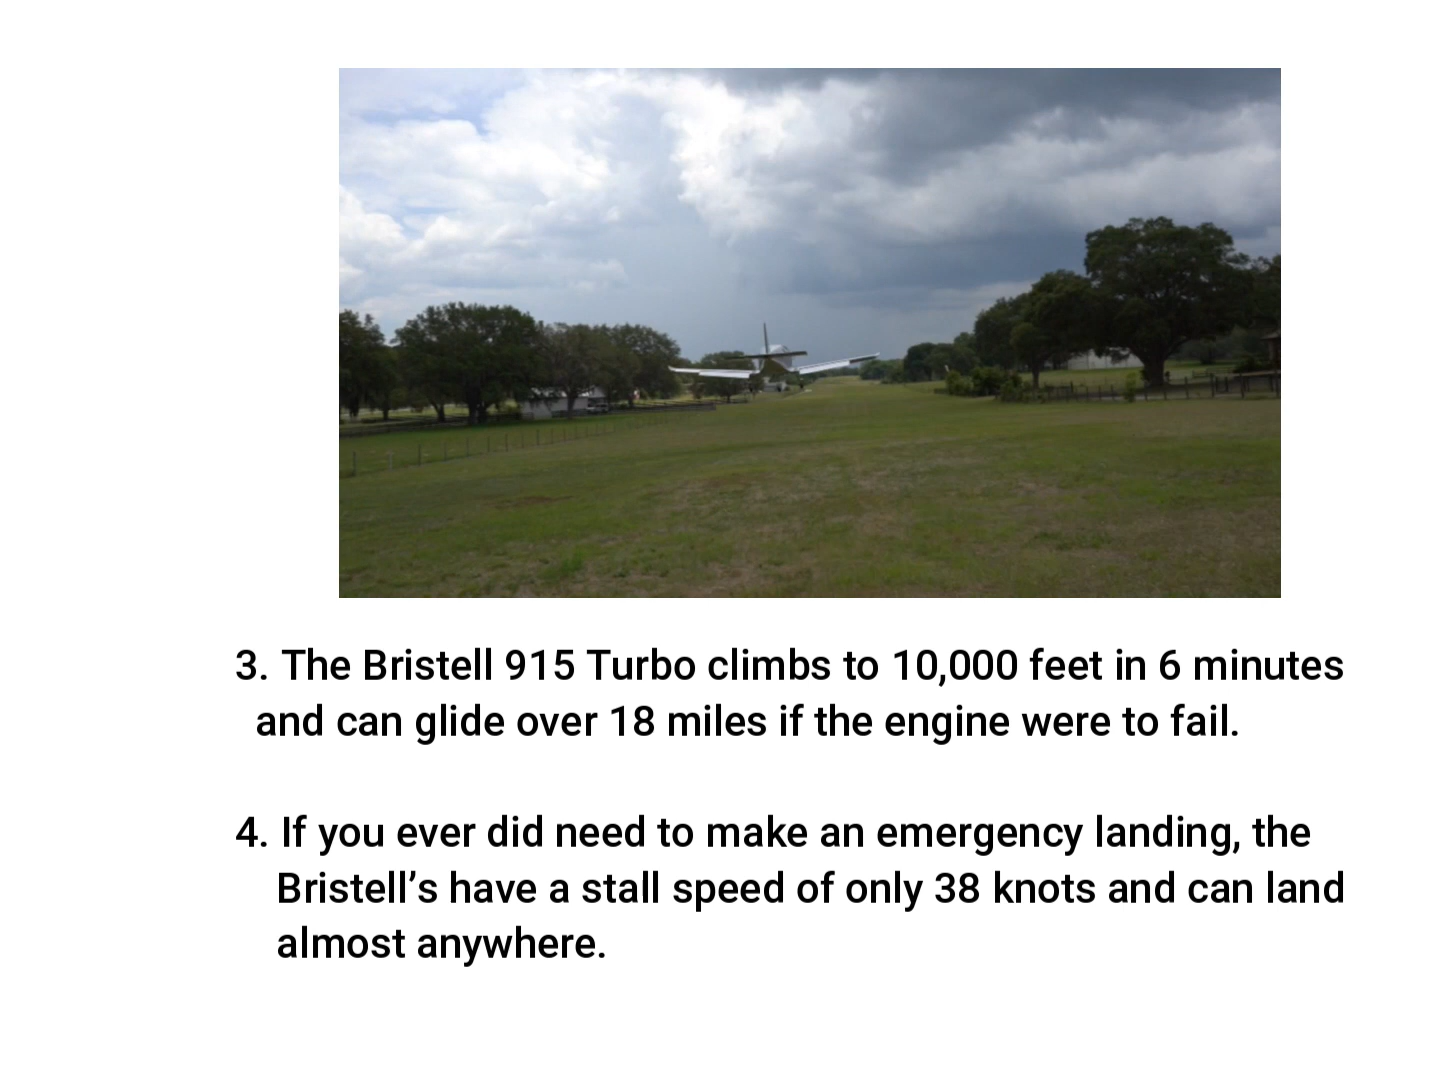 3. The Bristell 915 Turbo climbs to 10,000 feet in 6 minutes
and can glide over 18 miles if the engine were to fail.
4. If you ever did need to make an emergency landing, the
Bristell’s have a stall speed of only 38 knots and can land
almost anywhere.